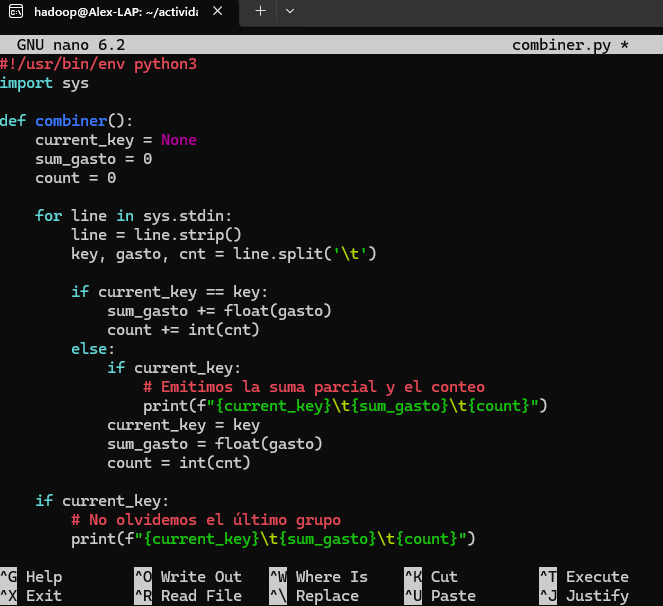 hadoop@Alex-LAP: ~/activida
GNU nano 6.2 combiner.py *
#!/usr/bin/env python3
import sys

def combiner():
    current_key = None
    sum_gasto = 0
    count = 0

    for line in sys.stdin:
        line = line.strip()
        key, gasto, cnt = line.split('\t')

        if current_key == key:
            sum_gasto += float(gasto)
            count += int(cnt)
        else:
            if current_key:
                # Emitimos la suma parcial y el conteo
                print(f"{current_key}\t{sum_gasto}\t{count}")
            current_key = key
            sum_gasto = float(gasto)
            count = int(cnt)

    if current_key:
        # No olvidemos el último grupo
        print(f"{current_key}\t{sum_gasto}\t{count}")

^G Help ^O Write Out ^W Where Is ^K Cut ^T Execute
^X Exit ^R Read File ^\ Replace ^U Paste ^J Justify